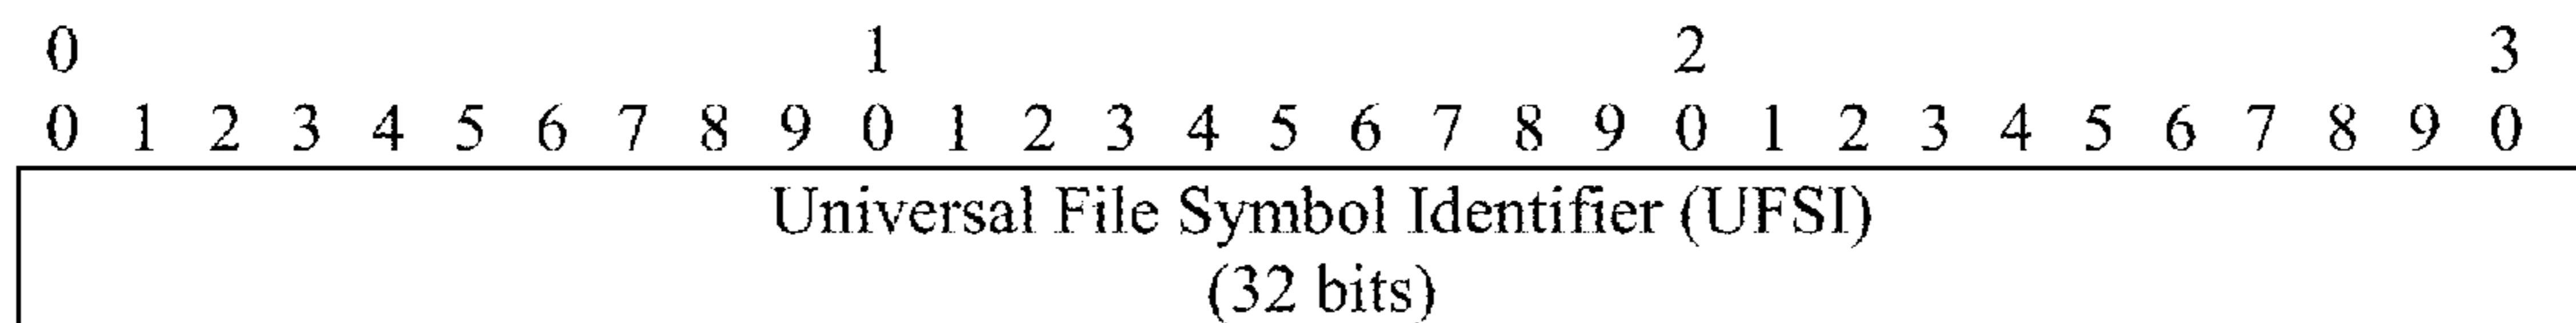 0 1 2 3
0 1 2 3 4 5 6 7 8 9 0 1 2 3 4 5 6 7 8 9 0 1 2 3 4 5 6 7 8 9 0
Universal File Symbol Identifier (UFSI)
(32 bits)